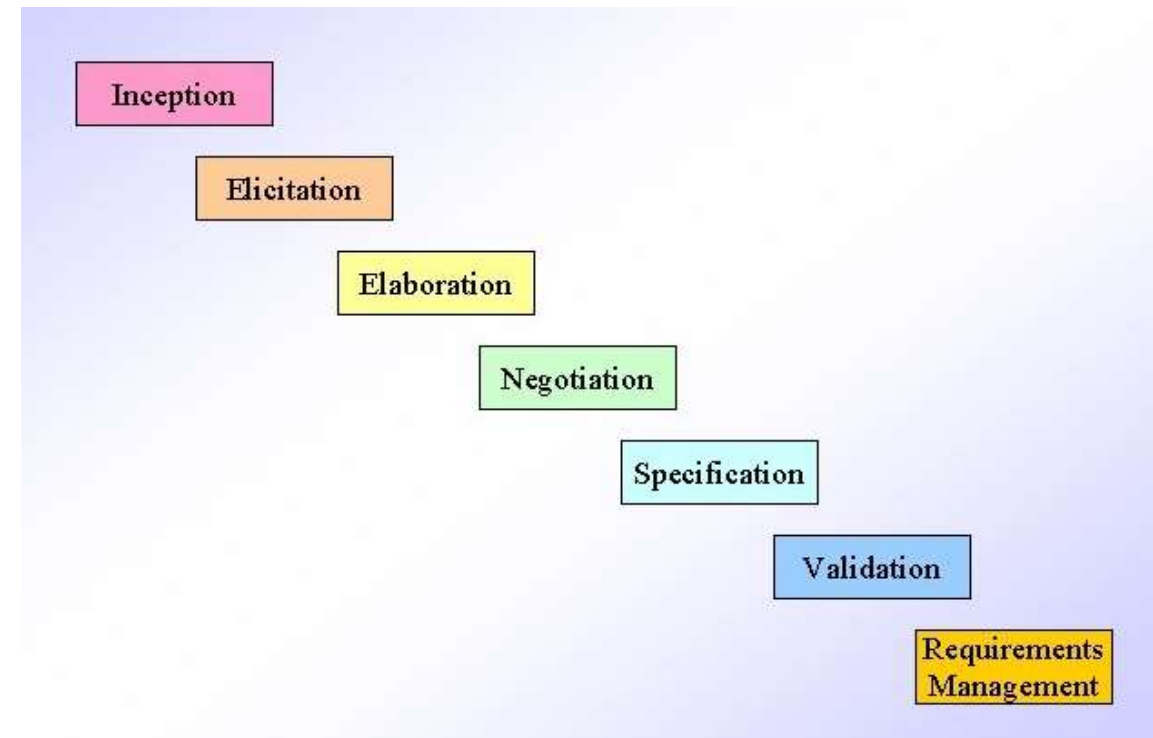 Inception
Elicitation
Elaboration
Negotiation
Specification
Validation
Requirements
Management